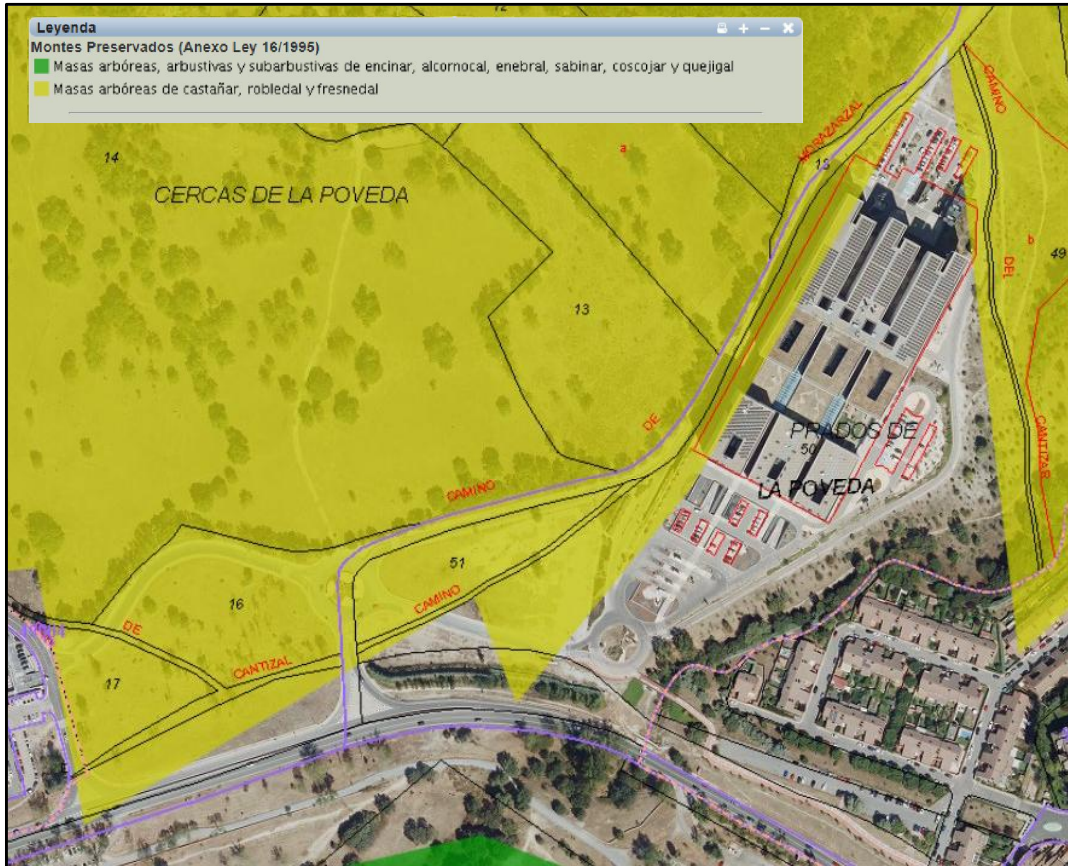 12
Leyenda
Montes Preservados (Anexo Ley 16/1995)
Masas arbóreas, arbustivas y subarbustivas de encinar, alcornocal, enebral, sabinar, coscojar y quejigal
Masas arbóreas de castañar, robledal y fresnedal
CAMINO
MORAZARZAL
14
a
CERCAS DE LA POVEDA
b
49
DEL
13
DE
PRADOS DE
50
CANTIZAR
LA POVEDA
CAMINO
51
CAMINO
16
DE
CANTIZAL
17